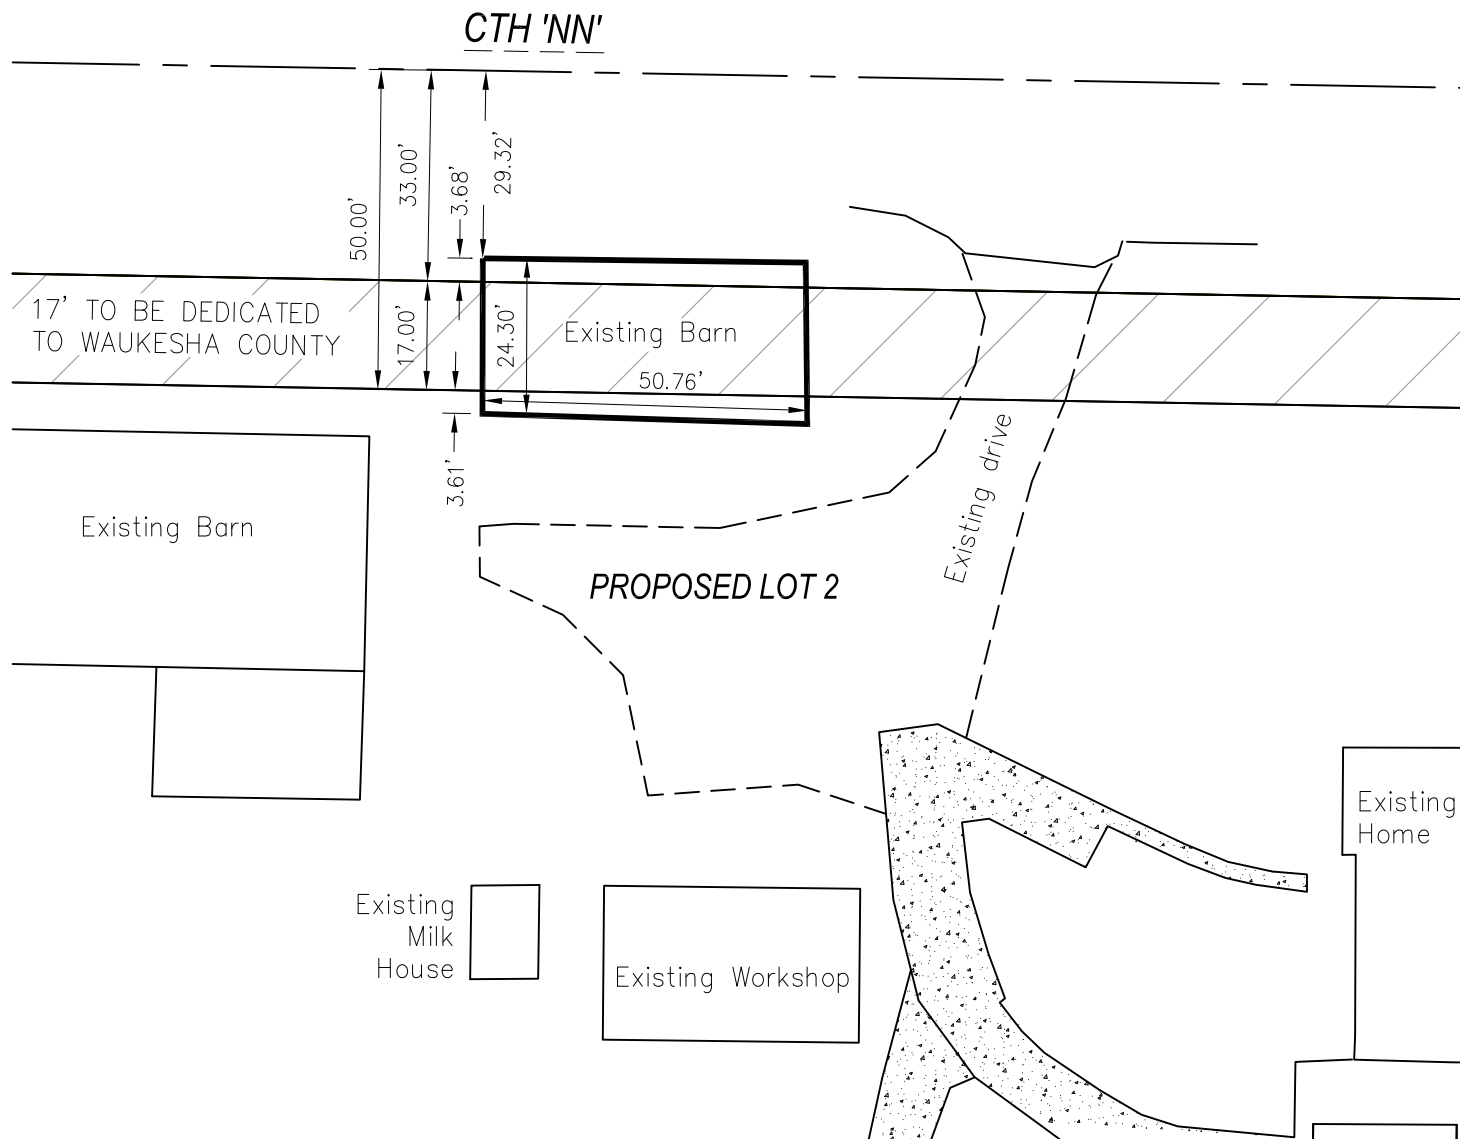 CTH 'NN'
50.00'
33.00'
3.68'
29.32'
17' TO BE DEDICATED
TO WAUKESHA COUNTY
17.00'
24.30'
Existing Barn
50.76'
3.61'
Existing Barn
Existing drive
PROPOSED LOT 2
Existing
Home
Existing
Milk
House
Existing Workshop